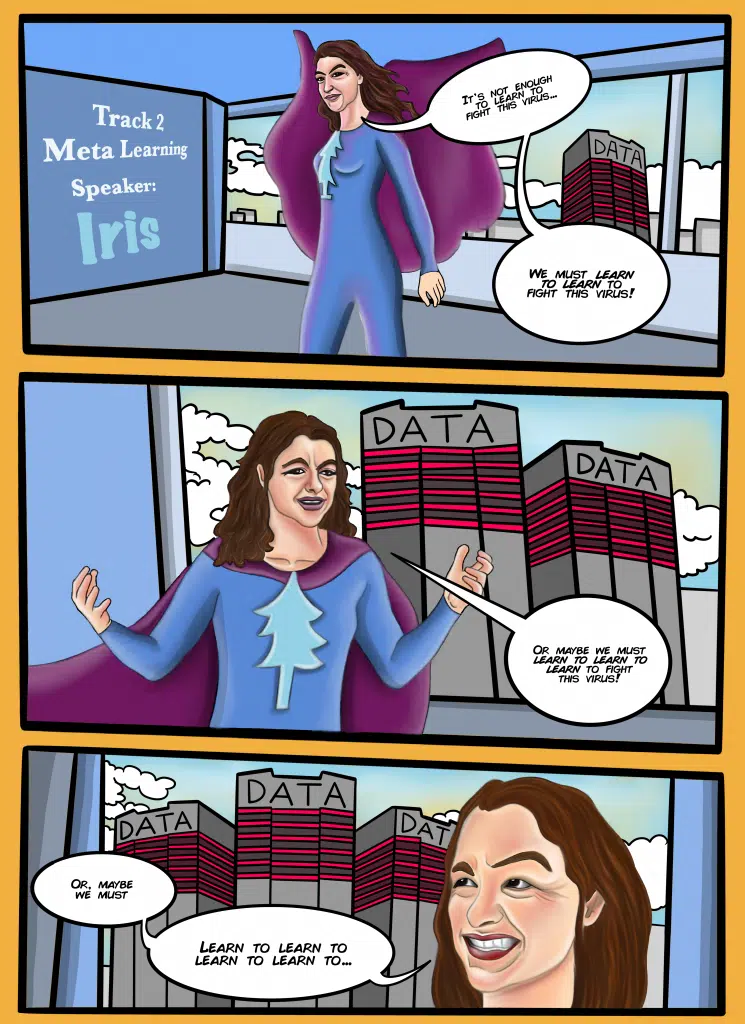 Track 2
Meta Learning
Speaker:
Iris
It's not enough
to learn to
fight this virus...
DATA
We must learn
to learn to
fight this virus!
DATA
DATA
Or maybe we must
learn to learn to
learn to fight
this virus!
DATA
DATA
DAT
Or, maybe
we must
Learn to learn to
learn to learn to...